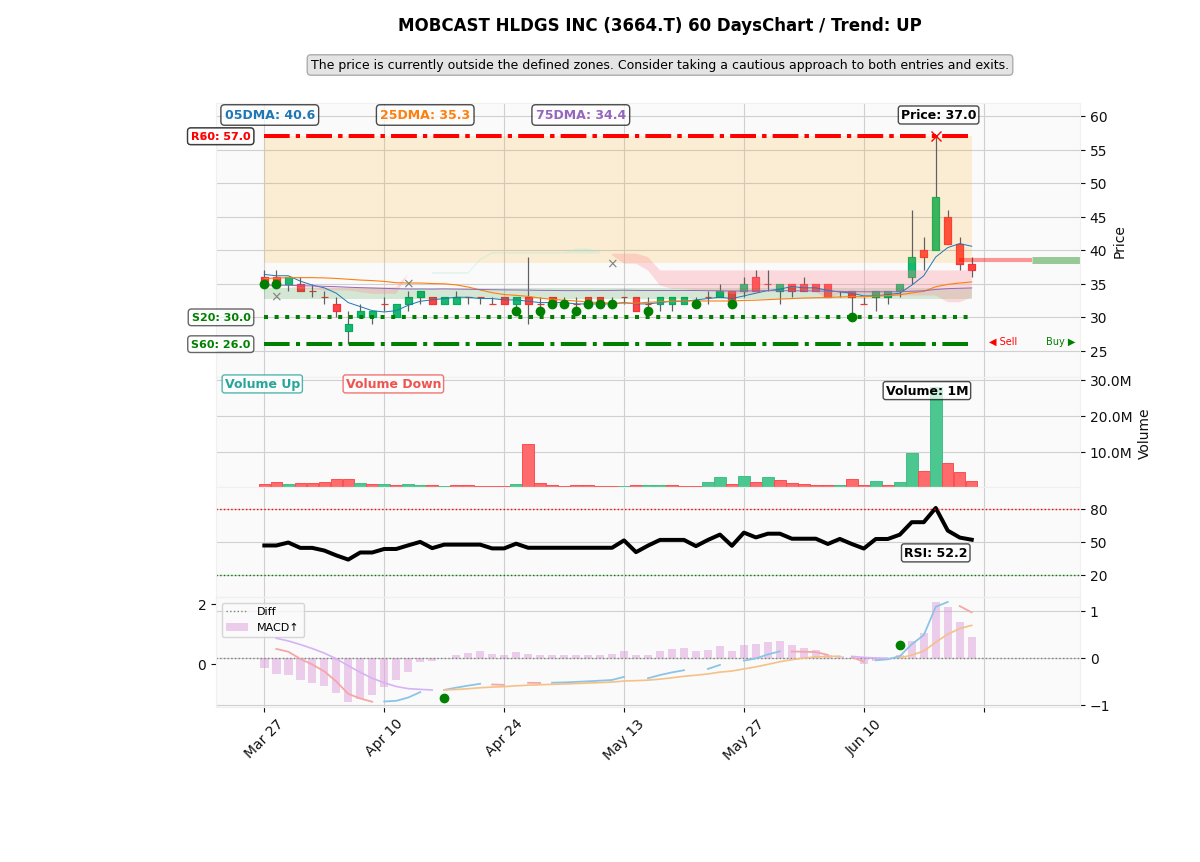 MOBCAST HLDGS INC (3664.T) 60 DaysChart / Trend: UP
The price is currently outside the defined zones. Consider taking a cautious approach to both entries and exits.
05DMA: 40.6
25DMA: 35.3
75DMA: 34.4
Price: 37.0
R60: 57.0
S20: 30.0
S60: 26.0
60
55
50
45
40
35
30
25
Price
◀ Sell
Buy ▶
Volume Up
Volume Down
Volume: 1M
30.0M
20.0M
10.0M
Volume
80
50
20
RSI: 52.2
Diff
MACD↑
2
0
1
0
−1
Mar 27
Apr 10
Apr 24
May 13
May 27
Jun 10